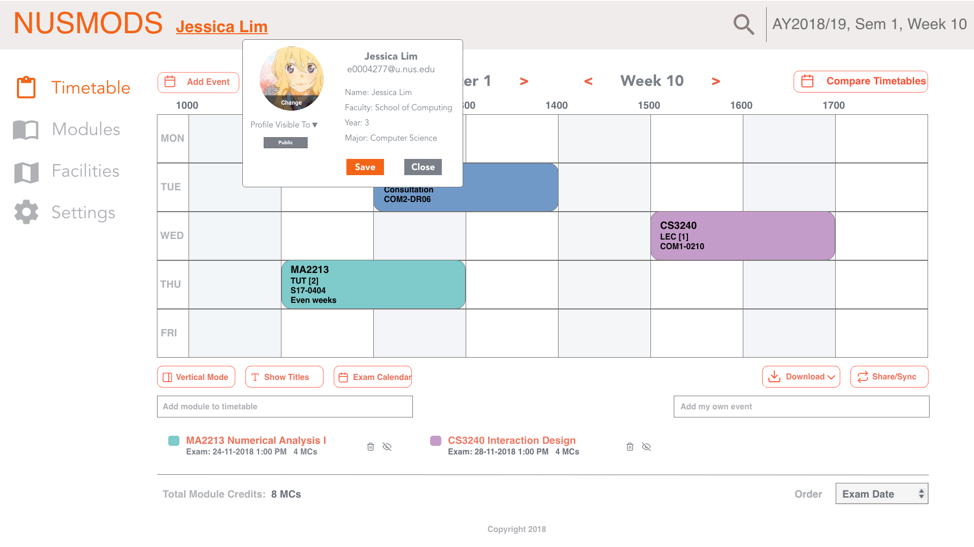 NUSMODS
Jessica Lim
AY2018/19, Sem 1, Week 10
Timetable
Modules
Facilities
Settings
Add Event
er 1 >
< Week 10 >
Compare Timetables
Jessica Lim
e0004277@u.nus.edu
Change
Name: Jessica Lim
Faculty: School of Computing
Year: 3
Major: Computer Science
Profile Visible To ▼
Public
Save
Close
1000
00
1400
1500
1600
1700
MON
TUE
Consultation
COM2-DR06
WED
CS3240
LEC [1]
COM1-0210
THU
MA2213
TUT [2]
S17-0404
Even weeks
FRI
Vertical Mode
Show Titles
Exam Calendar
Download
Share/Sync
Add module to timetable
Add my own event
MA2213 Numerical Analysis I
Exam: 24-11-2018 1:00 PM 4 MCs
CS3240 Interaction Design
Exam: 28-11-2018 1:00 PM 4 MCs
Total Module Credits: 8 MCs
Order
Exam Date
Copyright 2018